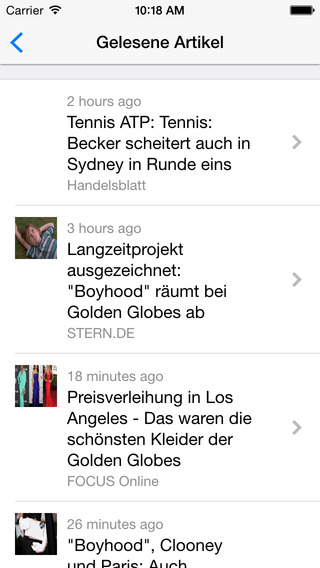 Carrier 10:18 AM
Gelesene Artikel
2 hours ago
Tennis ATP: Tennis:
Becker scheitert auch in
Sydney in Runde eins
Handelsblatt
3 hours ago
Langzeitprojekt
ausgezeichnet:
"Boyhood" räumt bei
Golden Globes ab
STERN.DE
18 minutes ago
Preisverleihung in Los
Angeles - Das waren die
schönsten Kleider der
Golden Globes
FOCUS Online
26 minutes ago
"Boyhood", Clooney
und Paris: Auch